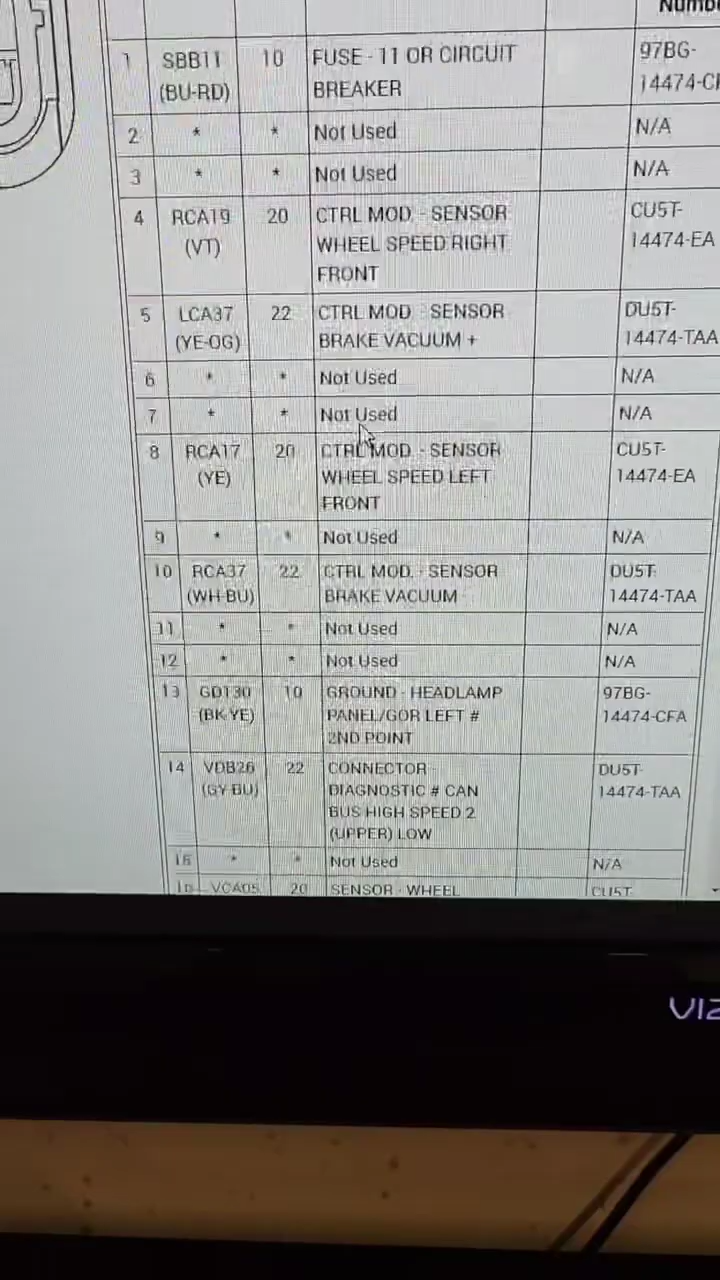 Numb
1 SBB11 10 FUSE - 11 OR CIRCUIT 97BG-
(BU-RD) BREAKER 14474-CF
2 * * Not Used N/A
3 * * Not Used N/A
4 RCA19 20 CTRL MOD - SENSOR CU5T-
(VT) WHEEL SPEED RIGHT 14474-EA
FRONT
5 LCA37 22 CTRL MOD - SENSOR DU5T-
(YE-OG) BRAKE VACUUM + 14474-TAA
6 * * Not Used N/A
7 * * Not Used N/A
8 RCA17 20 CTRL MOD - SENSOR CU5T-
(YE) WHEEL SPEED LEFT 14474-EA
FRONT
9 * * Not Used N/A
10 RCA37 22 CTRL MOD - SENSOR DU5T-
(WH-BU) BRAKE VACUUM - 14474-TAA
11 * * Not Used N/A
12 * * Not Used N/A
13 GD130 10 GROUND - HEADLAMP 97BG-
(BK-YE) PANEL/GOR LEFT # 14474-CFA
2ND POINT
14 VDB26 22 CONNECTOR - DU5T-
(GY-BU) DIAGNOSTIC # CAN 14474-TAA
BUS HIGH SPEED 2
(UPPER) LOW
15 * * Not Used N/A
16 VCA05 20 SENSOR - WHEEL CU5T-
VIZ